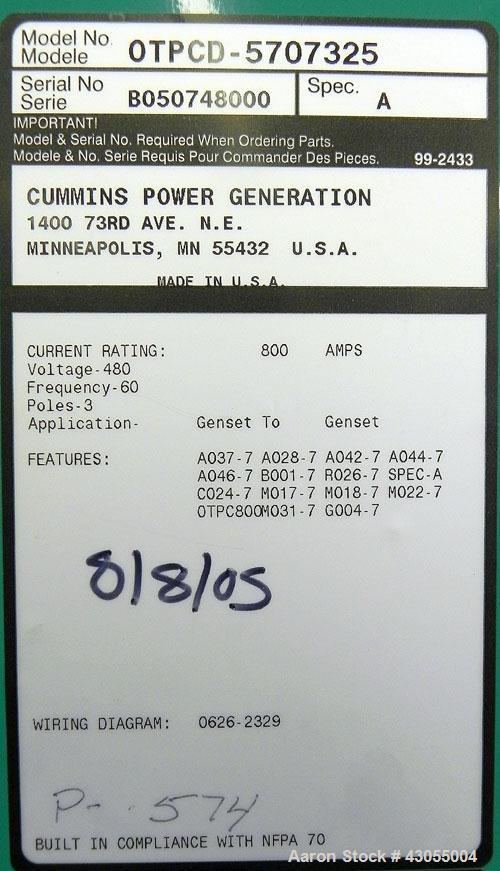 Model No.
Modele
OTPCD-5707325
Serial No
Serie
B050748000
Spec.
A
IMPORTANT!
Model & Serial No. Required When Ordering Parts.
Modele & No. Serie Requis Pour Commander Des Pieces. 99-2433
CUMMINS POWER GENERATION
1400 73RD AVE. N.E.
MINNEAPOLIS, MN 55432 U.S.A.
MADE IN U.S.A.
CURRENT RATING: 800 AMPS
Voltage-480
Frequency-60
Poles-3
Application- Genset To Genset
FEATURES: A037-7 A028-7 A042-7 A044-7
A046-7 B001-7 R026-7 SPEC-A
C024-7 M017-7 M018-7 M022-7
OTPC800M031-7 G004-7
8/8/05
WIRING DIAGRAM: 0626-2329
P- . 574
BUILT IN COMPLIANCE WITH NFPA 70
Aaron Stock # 43055004